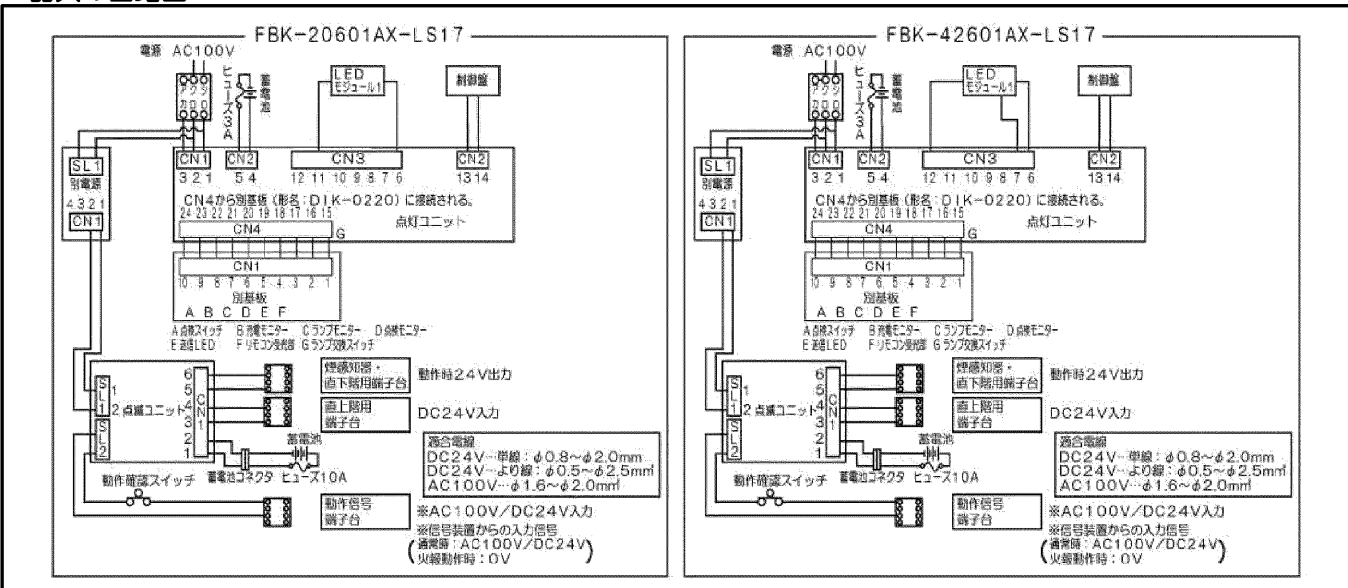 FBK-20601AX-LS17
電源 AC100V
アカ クロ シロ
ヒューズ3A
蓄電池
LED
モジュール1
制御盤
SL1
別電源
4321
CN1
CN1
321
CN2
54
CN3
12 11 10 9 8 7 6
CN2
1314
CN4から別基板(形名:DIK-0220)に接続される。
24 23 22 21 20 19 18 17 16 15
点灯ユニット
CN4
G
CN1
10 9 8 7 6 5 4 3 2 1
別基板
A B C D E F
A 点検スイッチ B 充電モニター C ランプモニター D 点検モニター
E 送信LED F リモコン受光部 G ランプ交換スイッチ
SL1
1
2
点滅ユニット
SL2
6
5
4
3
2
1
CN1
煙感知器・
直下階用端子台
動作時24V出力
直上階用
端子台
DC24V入力
蓄電池
蓄電池コネクタ ヒューズ10A
適合電線
DC24V…単線:φ0.8~φ2.0mm
DC24V…より線:φ0.5~φ2.5m㎡
AC100V…φ1.6~φ2.0m㎡
動作確認スイッチ
動作信号
端子台
※AC100V/DC24V入力
※信号装置からの入力信号
(通常時:AC100V/DC24V
火報動作時:0V)
FBK-42601AX-LS17
電源 AC100V
アカ クロ シロ
ヒューズ3A
蓄電池
LED
モジュール1
制御盤
SL1
別電源
4321
CN1
CN1
321
CN2
54
CN3
12 11 10 9 8 7 6
CN2
1314
CN4から別基板(形名:DIK-0220)に接続される。
24 23 22 21 20 19 18 17 16 15
点灯ユニット
CN4
G
CN1
10 9 8 7 6 5 4 3 2 1
別基板
A B C D E F
A 点検スイッチ B 充電モニター C ランプモニター D 点検モニター
E 送信LED F リモコン受光部 G ランプ交換スイッチ
SL1
1
2
点滅ユニット
SL2
6
5
4
3
2
1
CN1
煙感知器・
直下階用端子台
動作時24V出力
直上階用
端子台
DC24V入力
蓄電池
蓄電池コネクタ ヒューズ10A
適合電線
DC24V…単線:φ0.8~φ2.0mm
DC24V…より線:φ0.5~φ2.5m㎡
AC100V…φ1.6~φ2.0m㎡
動作確認スイッチ
動作信号
端子台
※AC100V/DC24V入力
※信号装置からの入力信号
(通常時:AC100V/DC24V
火報動作時:0V)